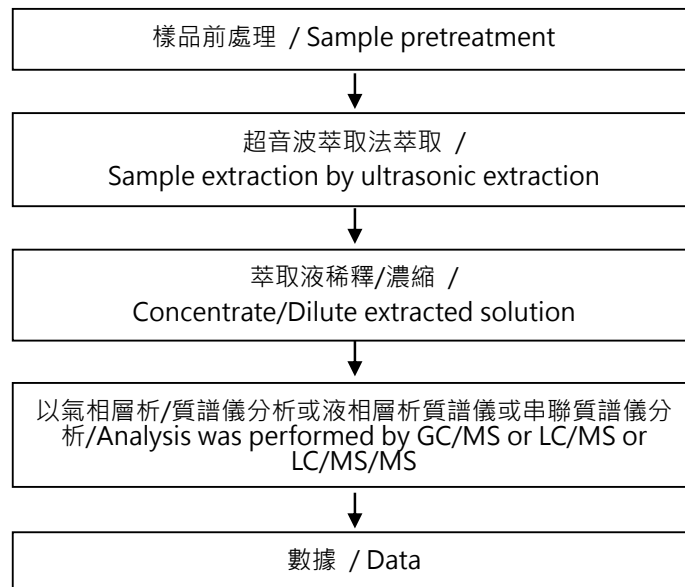 樣品前處理 / Sample pretreatment
超音波萃取法萃取 /
Sample extraction by ultrasonic extraction
萃取液稀釋/濃縮 /
Concentrate/Dilute extracted solution
以氣相層析/質譜儀分析或液相層析質譜儀或串聯質譜儀分
析/Analysis was performed by GC/MS or LC/MS or
LC/MS/MS
數據 / Data